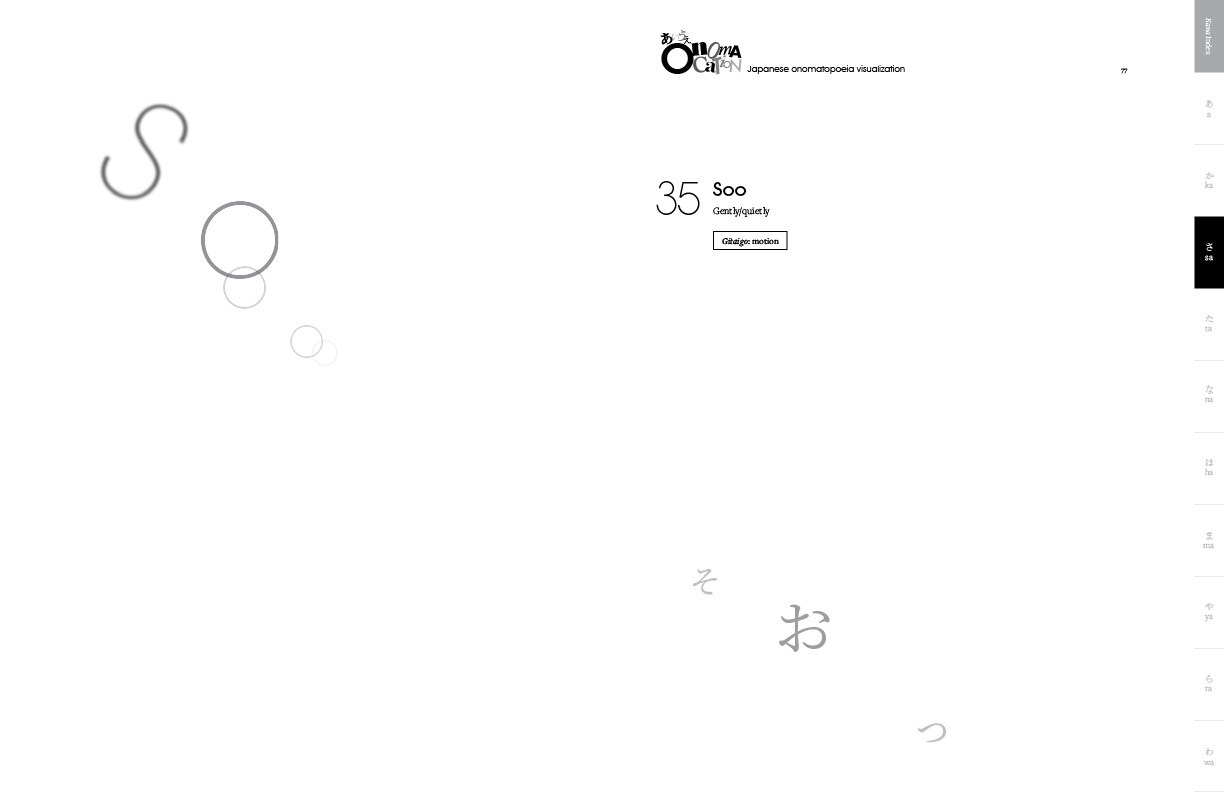 S
o
あいうえ
OnomA
CaTioN Japanese onomatopoeia visualization
77
35 Soo
Gently/quietly
Gitaigo: motion
そ
お
っ
Kana Index
あ
a
か
ka
さ
sa
た
ta
な
na
は
ha
ま
ma
や
ya
ら
ra
わ
wa